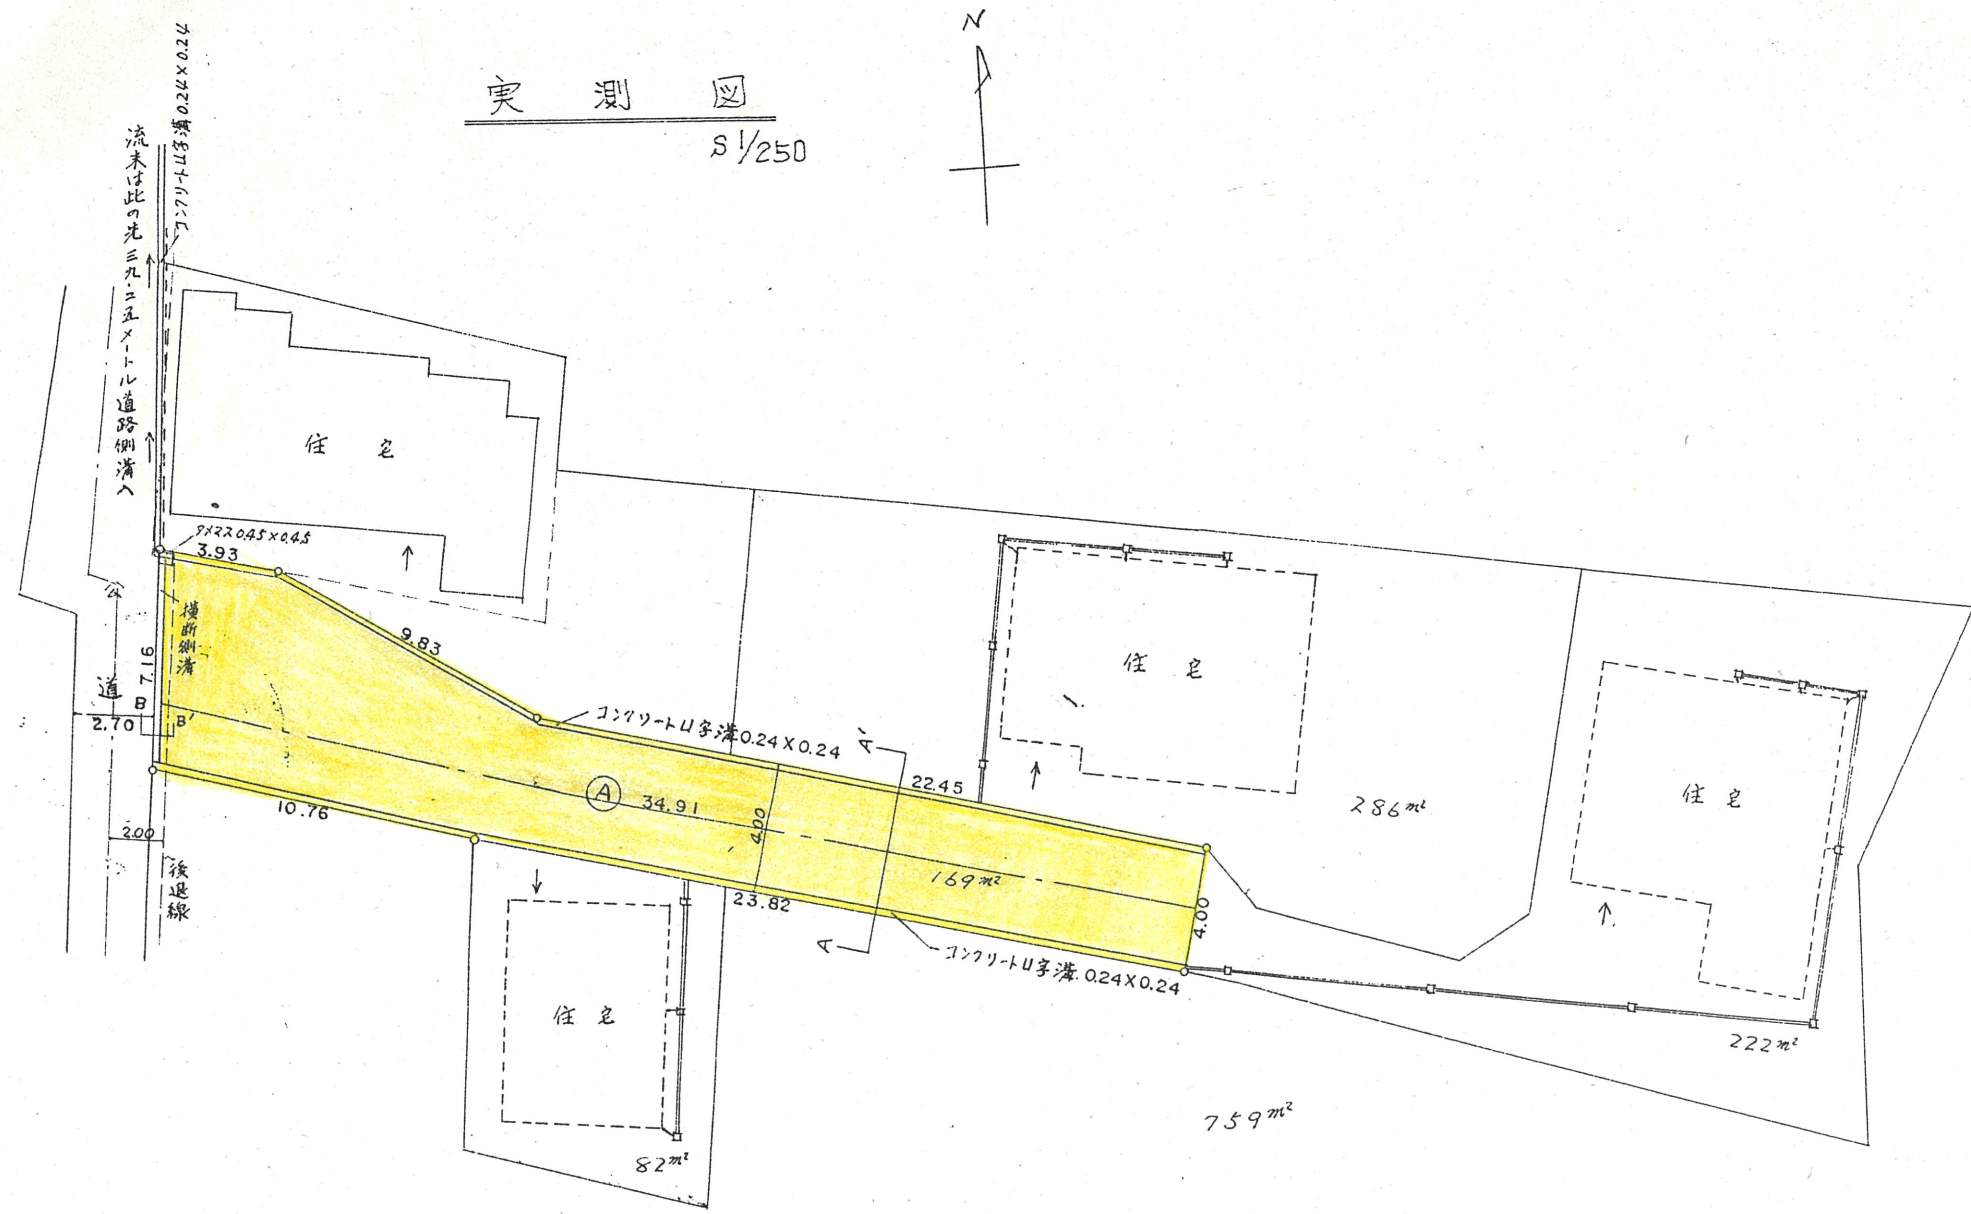 実測図
S 1/250
N
コンクリートU字溝0.24×0.24
流末は此の先三九.二五メートル道路側溝へ
住宅
タメマス0.45×0.45
3.93
9.83
公
道
横断側溝
7.16
B
B'
2.70
コンクリートU字溝0.24×0.24
A'
22.45
住宅
286m²
住宅
10.76
A
34.91
4.00
2.00
後退線
169m²
4.00
23.82
A
コンクリートU字溝0.24×0.24
住宅
222m²
759m²
82m²